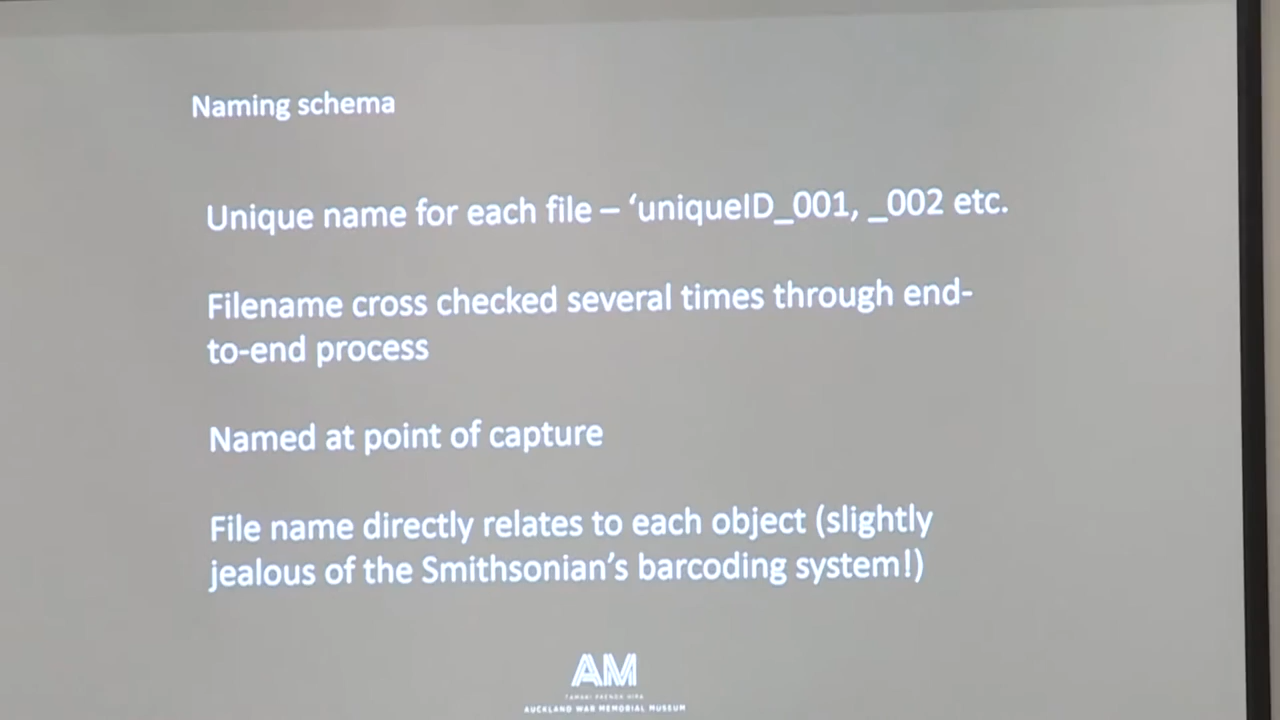 Naming schema
Unique name for each file – ‘uniqueID_001, _002 etc.
Filename cross checked several times through end-
to-end process
Named at point of capture
File name directly relates to each object (slightly
jealous of the Smithsonian’s barcoding system!)
AM
AUCKLAND WAR MEMORIAL MUSEUM